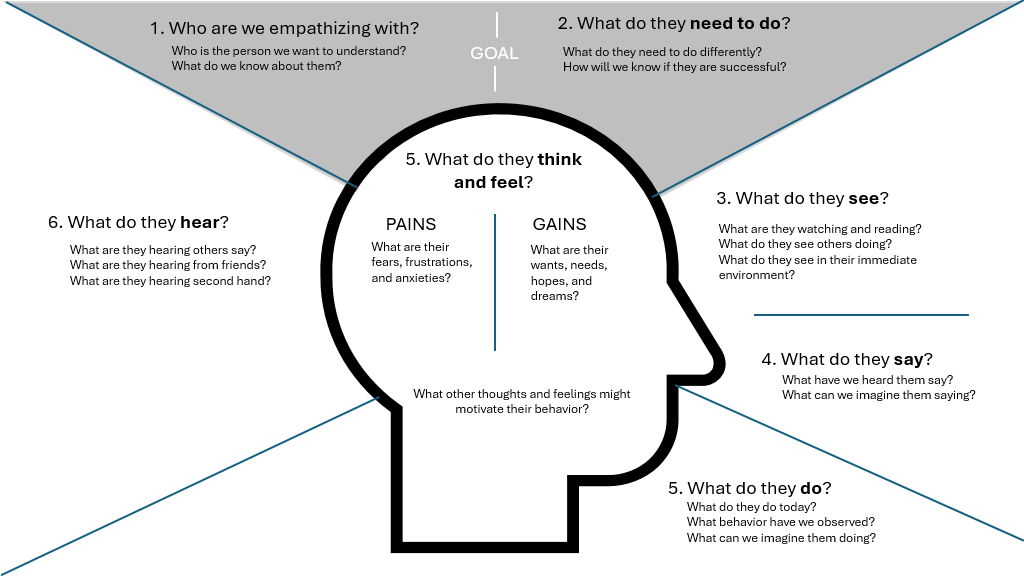 1. Who are we empathizing with?
Who is the person we want to understand?
What do we know about them?
GOAL
2. What do they need to do?
What do they need to do differently?
How will we know if they are successful?
3. What do they see?
What are they watching and reading?
What do they see others doing?
What do they see in their immediate
environment?
4. What do they say?
What have we heard them say?
What can we imagine them saying?
5. What do they do?
What do they do today?
What behavior have we observed?
What can we imagine them doing?
6. What do they hear?
What are they hearing others say?
What are they hearing from friends?
What are they hearing second hand?
5. What do they think
and feel?
PAINS
What are their
fears, frustrations,
and anxieties?
GAINS
What are their
wants, needs,
hopes, and
dreams?
What other thoughts and feelings might
motivate their behavior?